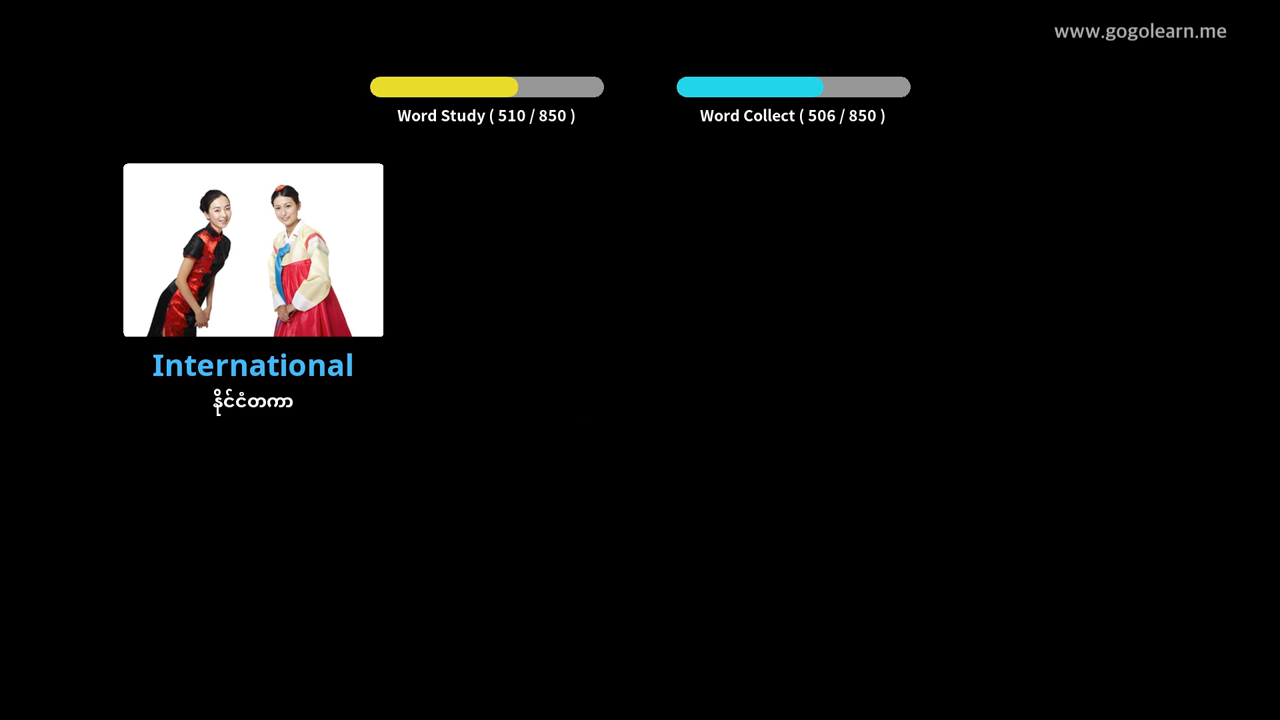 www.gogolearn.me
Word Study ( 510 / 850 )
Word Collect ( 506 / 850 )
International
နိုင်ငံတကာ